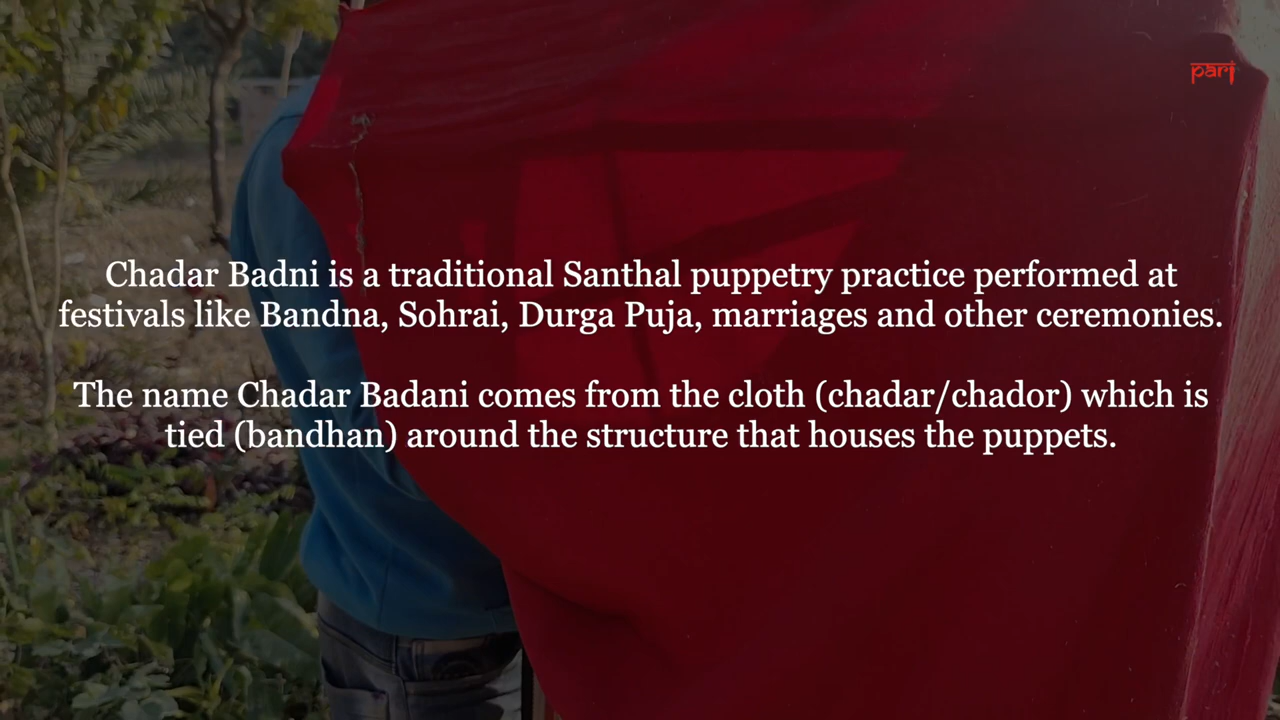 pari
Chadar Badni is a traditional Santhal puppetry practice performed at
festivals like Bandna, Sohrai, Durga Puja, marriages and other ceremonies.
The name Chadar Badani comes from the cloth (chadar/chador) which is
tied (bandhan) around the structure that houses the puppets.